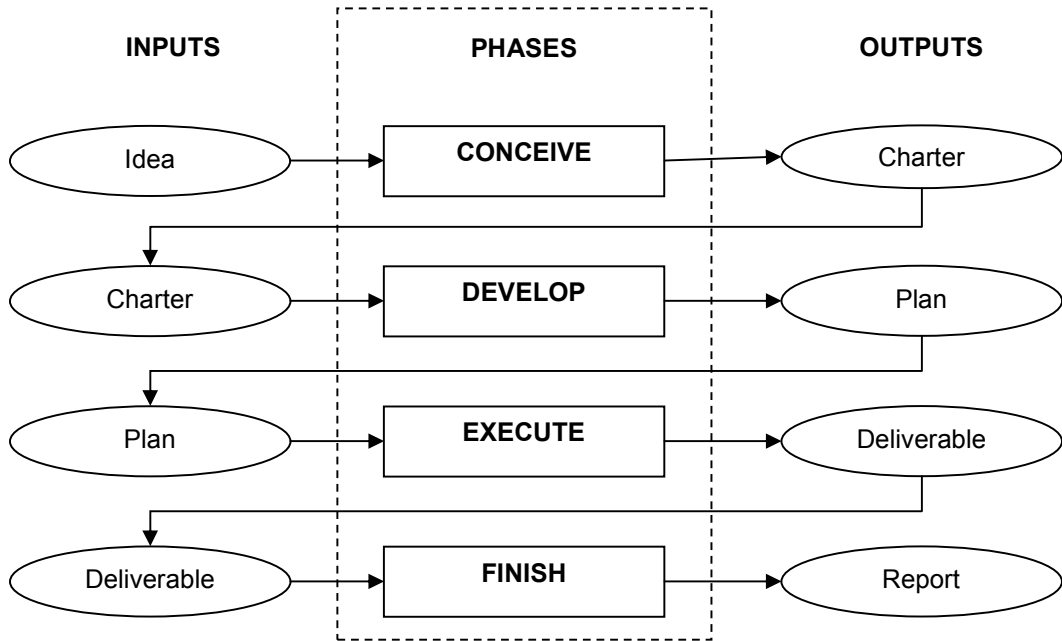 INPUTS PHASES OUTPUTS
Idea CONCEIVE Charter
Charter DEVELOP Plan
Plan EXECUTE Deliverable
Deliverable FINISH Report